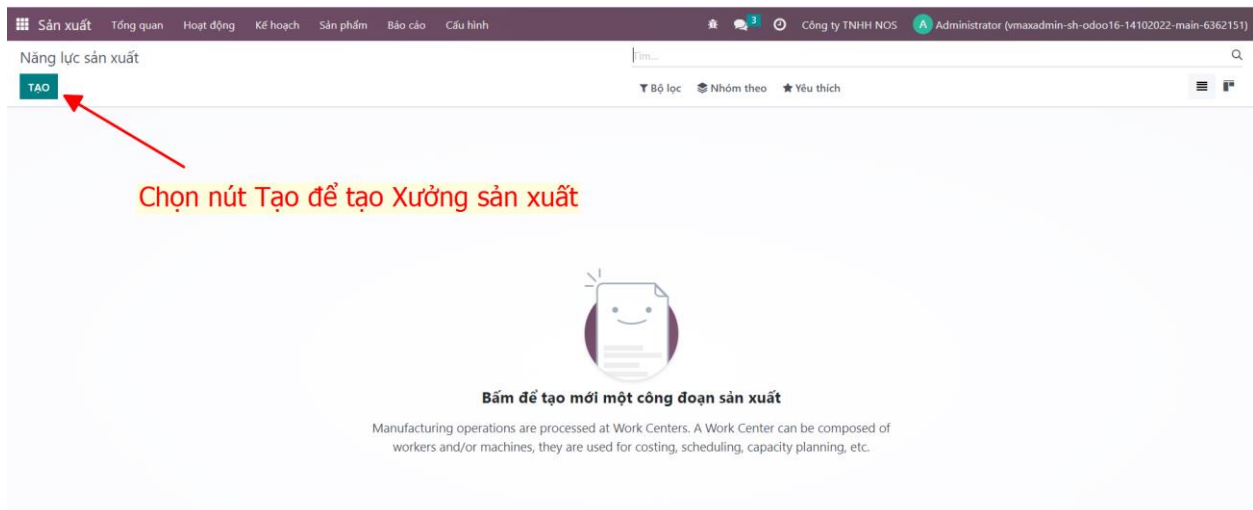 Sản xuất Tổng quan Hoạt động Kế hoạch Sản phẩm Báo cáo Cấu hình 3 Công ty TNHH NOS A Administrator (vmaxadmin-sh-odoo16-14102022-main-6362151)
Năng lực sản xuất Tìm...
TẠO Bộ lọc Nhóm theo Yêu thích
Chọn nút Tạo để tạo Xưởng sản xuất
Bấm để tạo mới một công đoạn sản xuất
Manufacturing operations are processed at Work Centers. A Work Center can be composed of
workers and/or machines, they are used for costing, scheduling, capacity planning, etc.